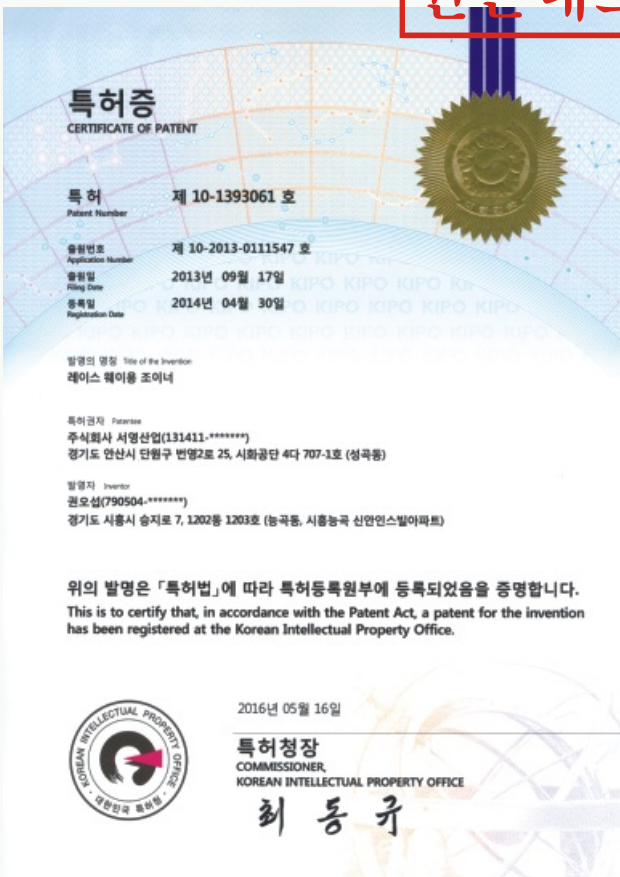 특허증
CERTIFICATE OF PATENT
특 허 제 10-1393061 호
Patent Number
출원번호 제 10-2013-0111547 호
Application Number
출원일 2013년 09월 17일
Filing Date
등록일 2014년 04월 30일
Registration Date
발명의 명칭 Title of the Invention
레이스 웨이용 조이너
특허권자 Patentee
주식회사 서영산업(131411-*******)
경기도 안산시 단원구 번영2로 25, 시화공단 4다 707-1호 (성곡동)
발명자 Inventor
권오섭(790504-*******)
경기도 시흥시 승지로 7, 1202동 1203호 (능곡동, 시흥능곡 신안인스빌아파트)
위의 발명은 「특허법」에 따라 특허등록원부에 등록되었음을 증명합니다.
This is to certify that, in accordance with the Patent Act, a patent for the invention
has been registered at the Korean Intellectual Property Office.
2016년 05월 16일
특허청장
COMMISSIONER,
KOREAN INTELLECTUAL PROPERTY OFFICE
최동규
KOREAN INTELLECTUAL PROPERTY OFFICE
대한민국 특허청